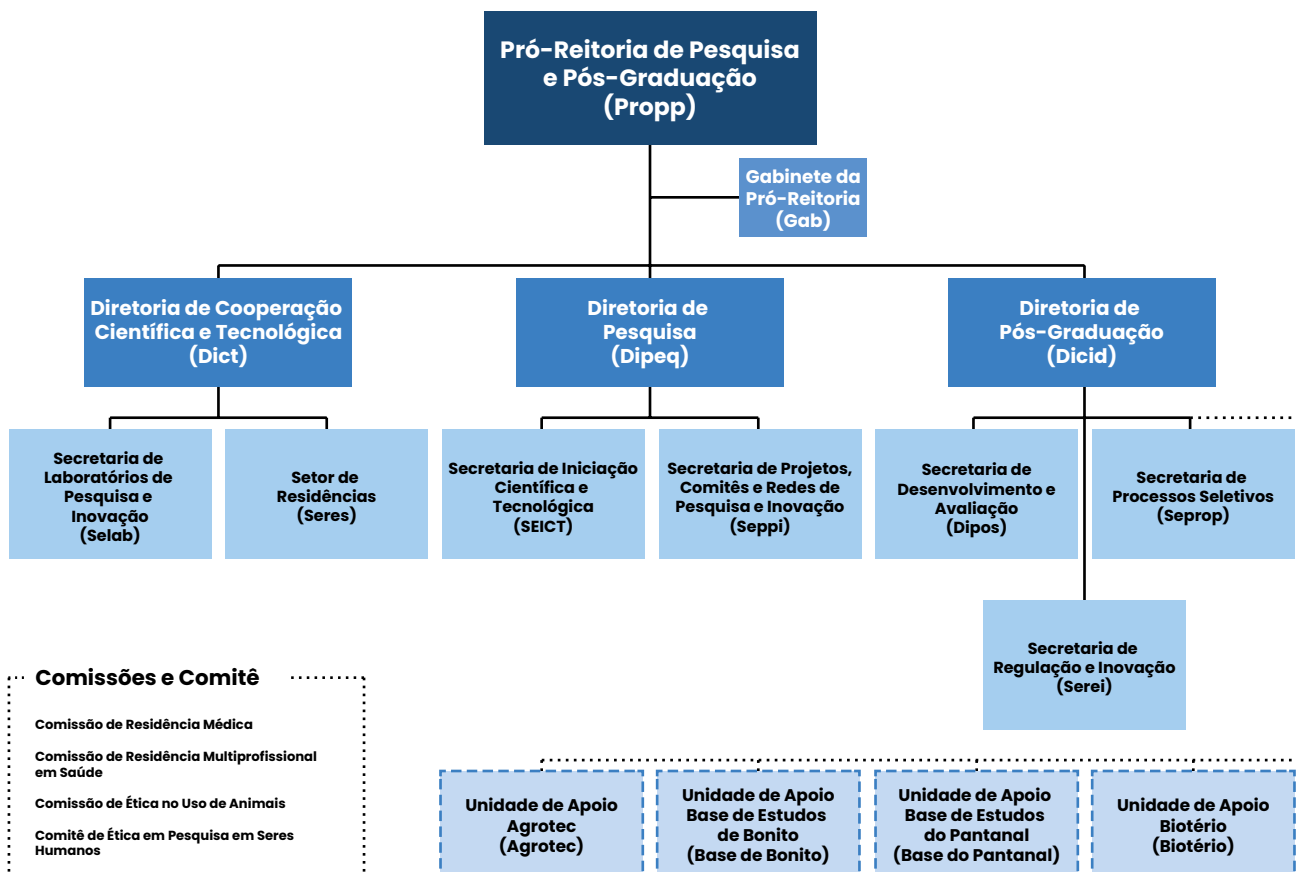 Pró-Reitoria de Pesquisa
e Pós-Graduação
(Propp)
Gabinete da
Pró-Reitoria
(Gab)
Diretoria de Cooperação
Científica e Tecnológica
(Dict)
Diretoria de
Pesquisa
(Dipeq)
Diretoria de
Pós-Graduação
(Dicid)
Secretaria de
Laboratórios de
Pesquisa e
Inovação
(Selab)
Setor de
Residências
(Seres)
Secretaria de Iniciação
Científica e
Tecnológica
(SEICT)
Secretaria de Projetos,
Comitês e Redes de
Pesquisa e Inovação
(Seppi)
Secretaria de
Desenvolvimento e
Avaliação
(Dipos)
Secretaria de
Processos Seletivos
(Seprop)
Secretaria de
Regulação e Inovação
(Serei)
Comissões e Comitê
Comissão de Residência Médica
Comissão de Residência Multiprofissional
em Saúde
Comissão de Ética no Uso de Animais
Comitê de Ética em Pesquisa em Seres
Humanos
Unidade de Apoio
Agrotec
(Agrotec)
Unidade de Apoio
Base de Estudos
de Bonito
(Base de Bonito)
Unidade de Apoio
Base de Estudos
do Pantanal
(Base do Pantanal)
Unidade de Apoio
Biotério
(Biotério)